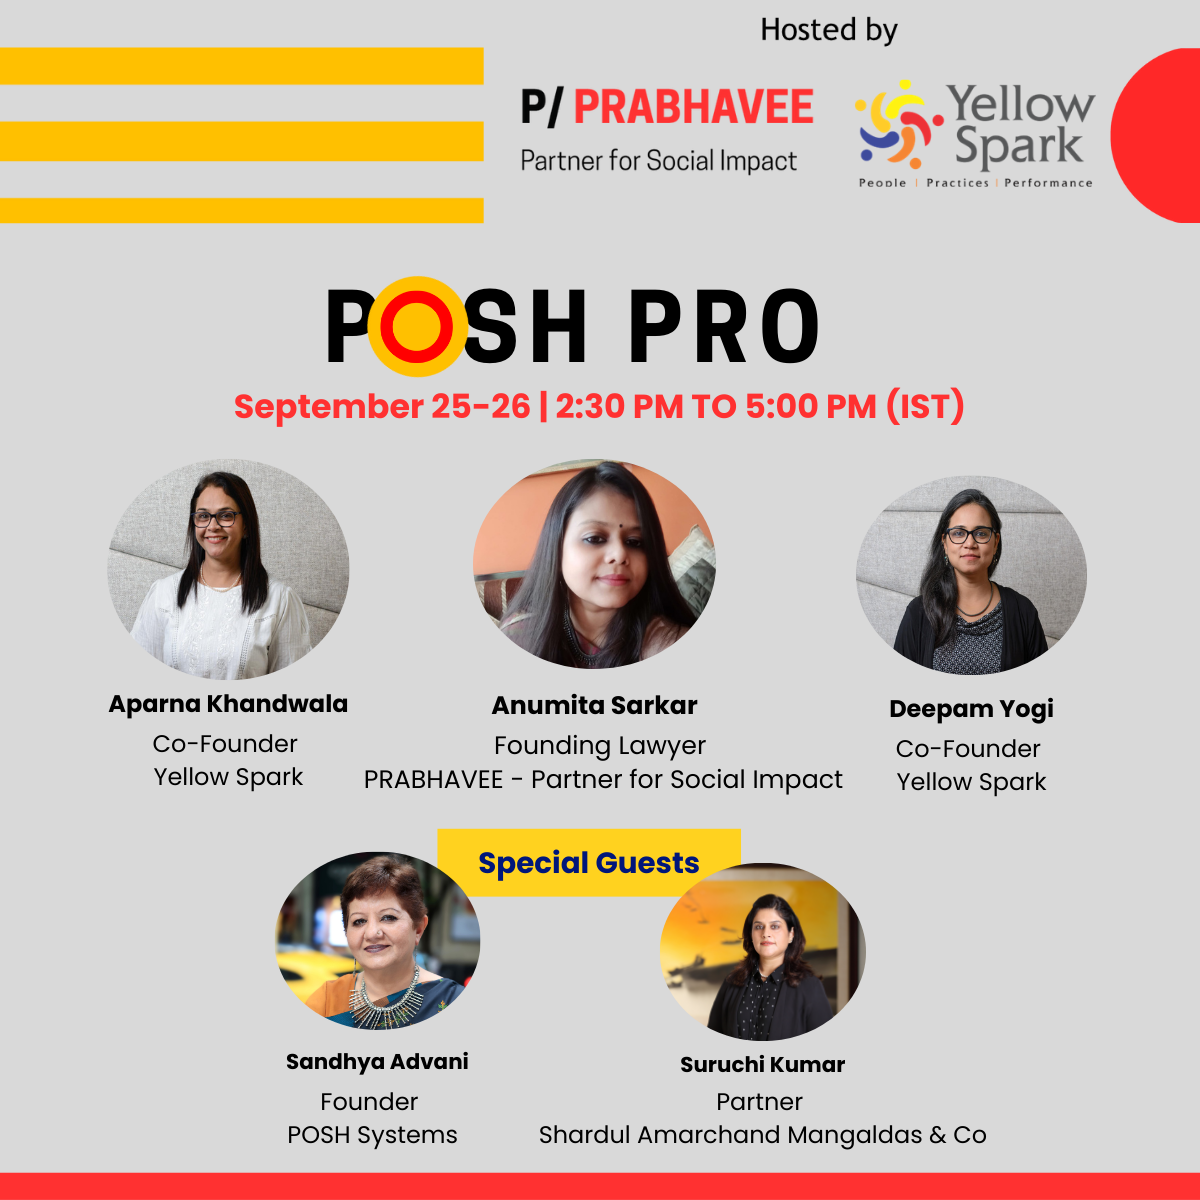 Hosted by
P/ PRABHAVEE
Partner for Social Impact
Yellow
Spark
People | Practices | Performance
POSH PRO
September 25-26 | 2:30 PM TO 5:00 PM (IST)
Aparna Khandwala
Co-Founder
Yellow Spark
Anumita Sarkar
Founding Lawyer
PRABHAVEE - Partner for Social Impact
Deepam Yogi
Co-Founder
Yellow Spark
Special Guests
Sandhya Advani
Founder
POSH Systems
Suruchi Kumar
Partner
Shardul Amarchand Mangaldas & Co